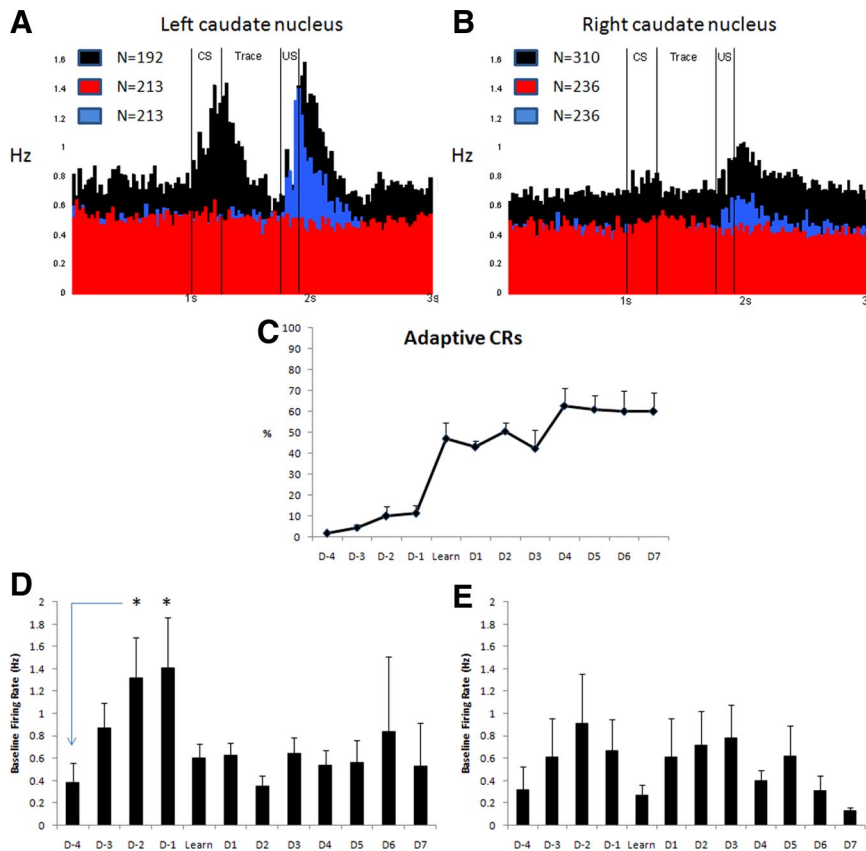 A
Left caudate nucleus
1.6
1.4
1.2
1
0.8
0.6
0.4
0.2
0
Hz
N=192
N=213
N=213
CS
Trace
US
1s
2s
3s
B
Right caudate nucleus
1.6
1.4
1.2
1
0.8
0.6
0.4
0.2
0
Hz
N=310
N=236
N=236
CS
Trace
US
1s
2s
3s
C
Adaptive CRs
100
90
80
70
60
50
40
30
20
10
0
%
D-4 D-3 D-2 D-1 Learn D1 D2 D3 D4 D5 D6 D7
D
2
1.8
1.6
1.4
1.2
1
0.8
0.6
0.4
0.2
0
Baseline Firing Rate (Hz)
* *
D-4 D-3 D-2 D-1 Learn D1 D2 D3 D4 D5 D6 D7
E
2
1.8
1.6
1.4
1.2
1
0.8
0.6
0.4
0.2
0
Baseline Firing Rate (Hz)
D-4 D-3 D-2 D-1 Learn D1 D2 D3 D4 D5 D6 D7